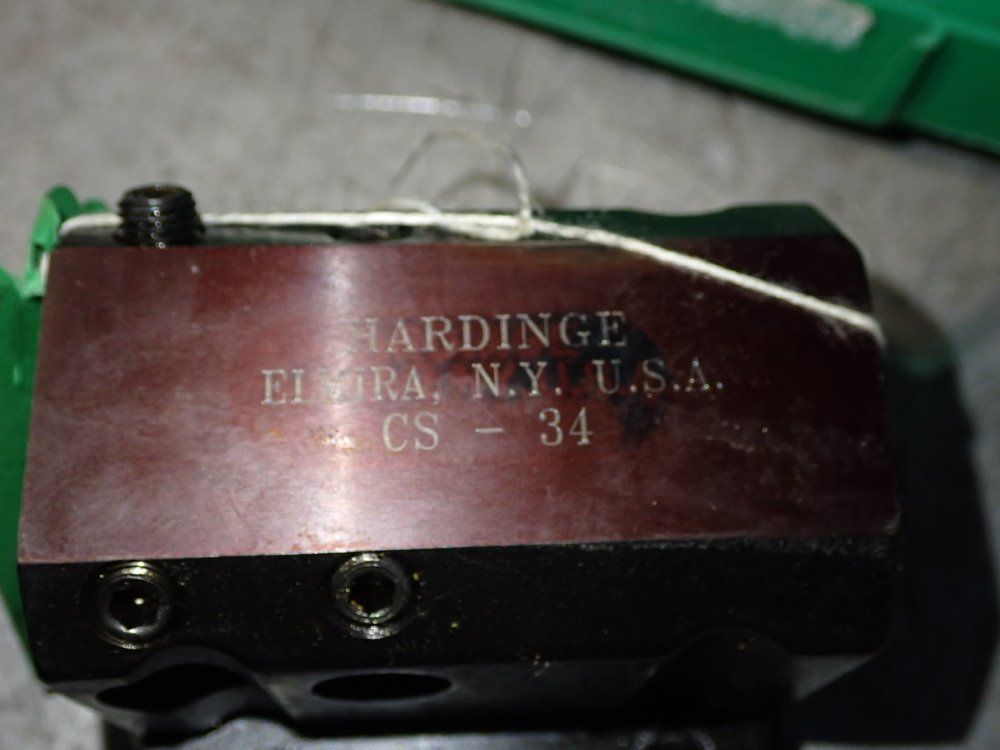 HARDINGE
ELMIRA, N.Y. U.S.A.
CS - 34